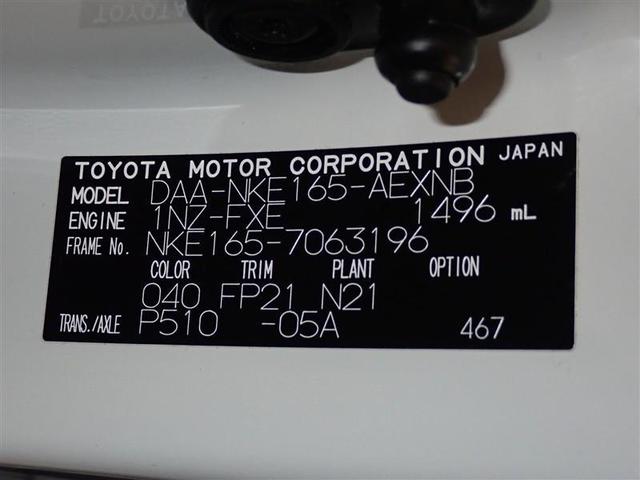 TOYOTA MOTOR CORPORATION JAPAN
MODEL DAA-NKE165-AEXNB
ENGINE 1NZ-FXE 1496 mL
FRAME No. NKE165-7063196
COLOR TRIM PLANT OPTION
040 FP21 N21
TRANS./AXLE P510 -05A 467